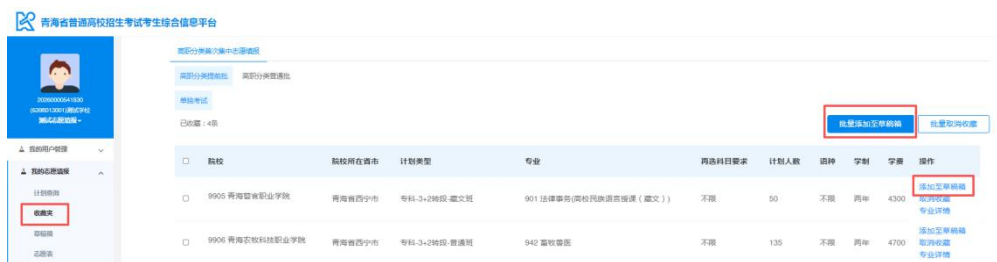 青海省普通高校招生考试考生综合信息平台
高职分类第次集中志愿填报
高职分类提前批 高职分类普通批
单独考试
已收藏：4条
批量添加至草稿箱 批量取消收藏
测试志愿填报
我的用户管理
我的志愿填报
计划查询
收藏夹
草稿箱
志愿表
院校 院校所在省市 计划类型 专业 再选科目要求 计划人数 语种 学制 学费 操作
9905 青海警官职业学院 青海省西宁市 专科-3+2转段-藏文班 901 法律事务(高校民族语言授课（藏文）) 不限 50 不限 两年 4300 添加至草稿箱
取消收藏
专业详情
9906 青海农牧科技职业学院 青海省西宁市 专科-3+2转段-普通班 942 畜牧兽医 不限 135 不限 两年 4700 添加至草稿箱
取消收藏
专业详情